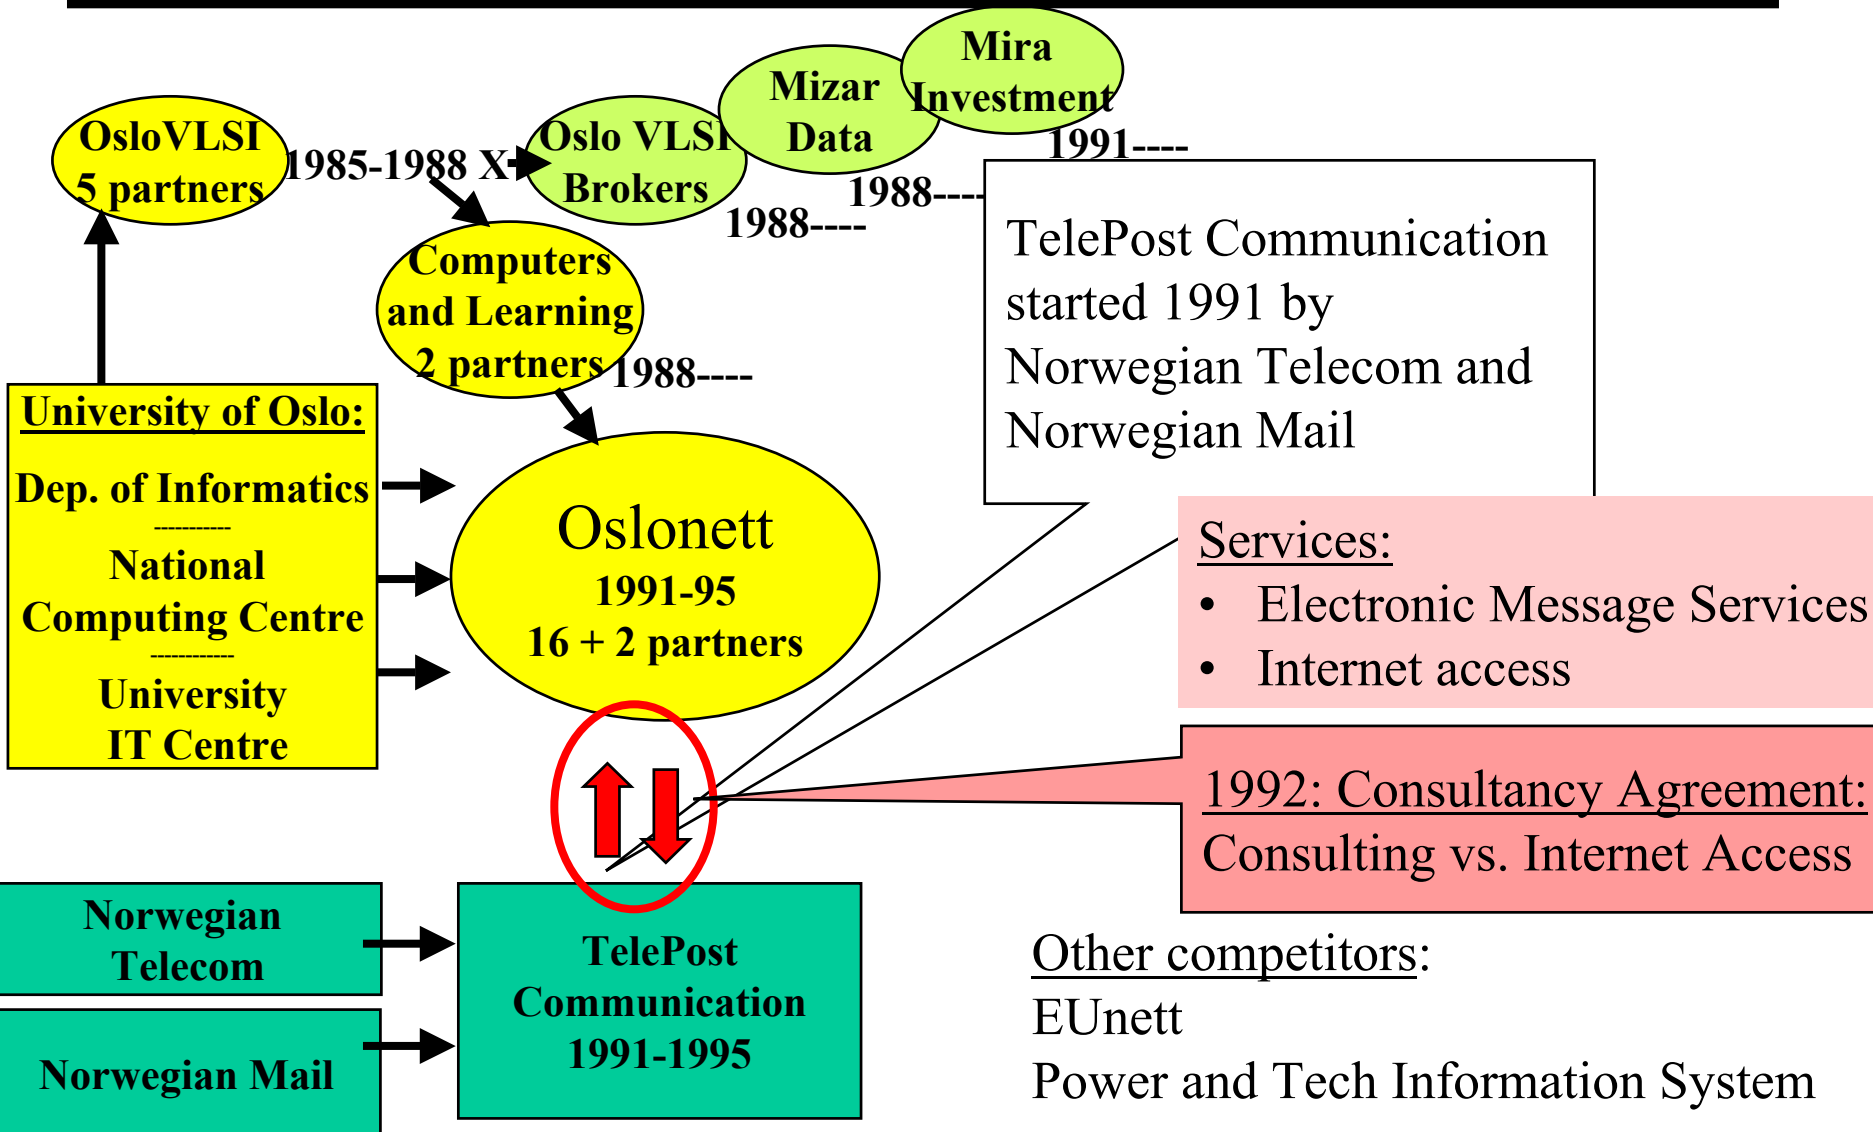 Mira
Investment
1991----
Mizar
Data
1988----
Oslo VLSI
Brokers
1988----
OsloVLSI
5 partners
1985-1988 X
Computers
and Learning
2 partners
1988----
University of Oslo:
Dep. of Informatics
-----------
National
Computing Centre
------------
University
IT Centre
Oslonett
1991-95
16 + 2 partners
TelePost Communication
started 1991 by
Norwegian Telecom and
Norwegian Mail
Services:
• Electronic Message Services
• Internet access
1992: Consultancy Agreement:
Consulting vs. Internet Access
Norwegian
Telecom
Norwegian Mail
TelePost
Communication
1991-1995
Other competitors:
EUnett
Power and Tech Information System